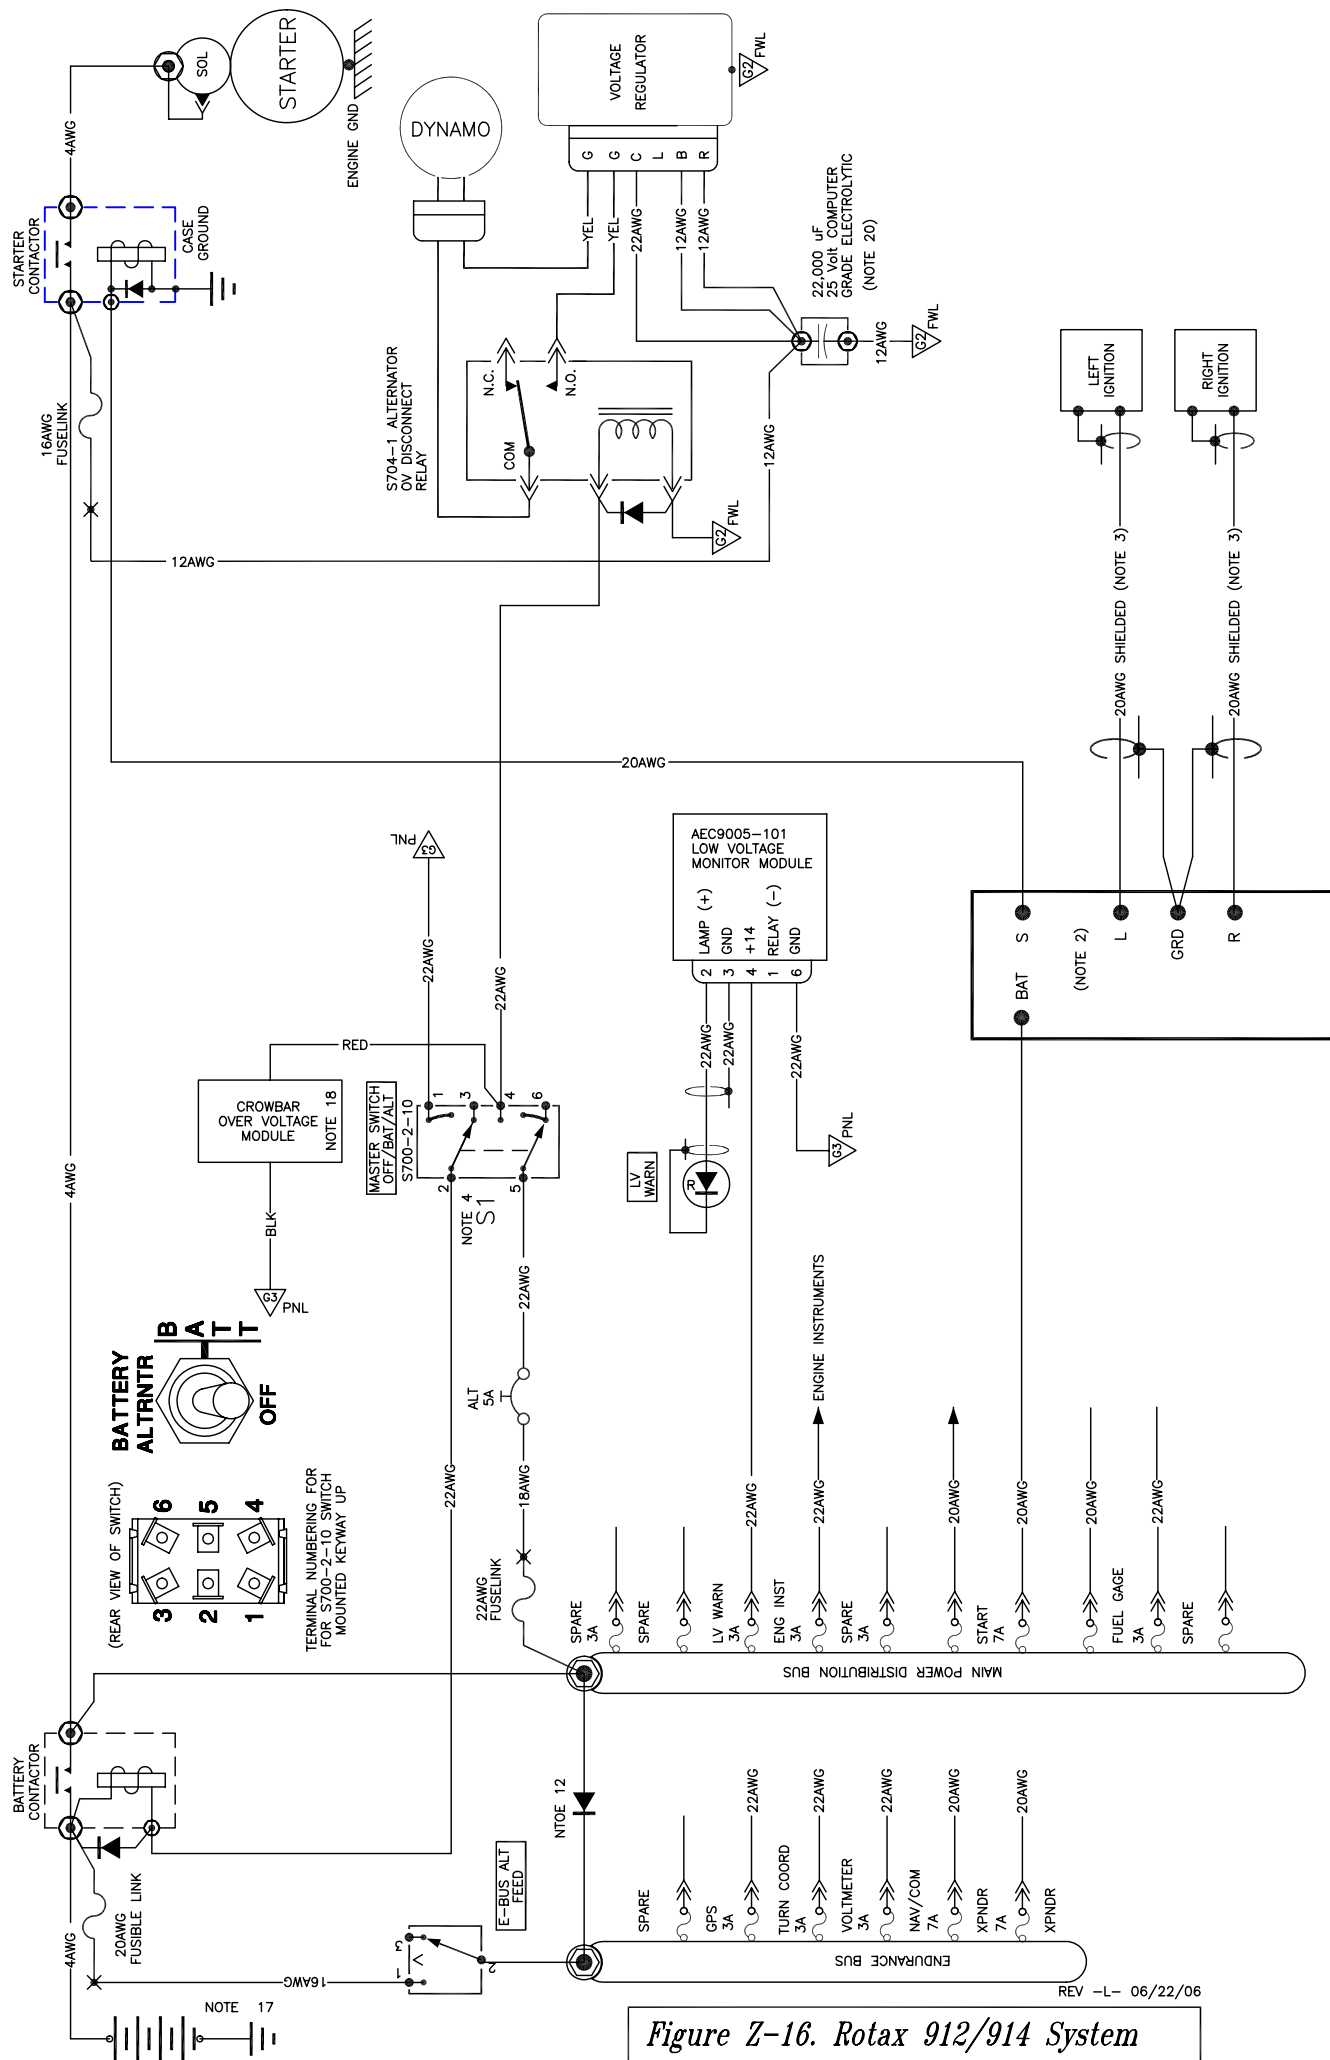 STARTER
SOL
4AWG
ENGINE GND
STARTER
CONTACTOR
CASE
GROUND
DYNAMO
VOLTAGE
REGULATOR
G2
FWL
G
G
C
L
B
R
YEL
YEL
22AWG
12AWG
12AWG
22,000 uF
25 Volt COMPUTER
GRADE ELECTROLYTIC
(NOTE 20)
12AWG
G2
FWL
16AWG
FUSELINK
12AWG
S704-1 ALTERNATOR
OV DISCONNECT
RELAY
N.C.
N.O.
COM
G2
FWL
12AWG
LEFT
IGNITION
RIGHT
IGNITION
20AWG SHIELDED (NOTE 3)
20AWG SHIELDED (NOTE 3)
20AWG
G3
PNL
22AWG
22AWG
AEC9005-101
LOW VOLTAGE
MONITOR MODULE
LAMP (+)
GND
+14
RELAY (-)
GND
2
3
4
1
6
22AWG
22AWG
22AWG
G3
PNL
R
LV
WARN
BAT
S
(NOTE 2)
L
GRD
R
RED
CROWBAR
OVER VOLTAGE
MODULE
NOTE 18
BLK
G3
PNL
MASTER SWITCH
OFF/BAT/ALT
S700-2-10
1
3
4
6
2
5
NOTE 4
S1
4AWG
22AWG
ALT
5A
22AWG
18AWG
22AWG
FUSELINK
BATTERY
ALTRNTR
BATT
OFF
(REAR VIEW OF SWITCH)
3
6
2
5
1
4
TERMINAL NUMBERING FOR
FOR S700-2-10 SWITCH
MOUNTED KEYWAY UP
ENGINE INSTRUMENTS
22AWG
22AWG
20AWG
20AWG
20AWG
22AWG
SPARE
3A
SPARE
LV WARN
3A
ENG INST
3A
SPARE
3A
START
7A
FUEL GAGE
3A
SPARE
MAIN POWER DISTRIBUTION BUS
BATTERY
CONTACTOR
20AWG
FUSIBLE LINK
4AWG
NOTE 17
16AWG
NTOE 12
E-BUS ALT
FEED
3
1
2
22AWG
22AWG
22AWG
20AWG
20AWG
SPARE
GPS
3A
TURN COORD
3A
VOLTMETER
3A
NAV/COM
7A
XPNDR
7A
XPNDR
ENDURANCE BUS
REV -L- 06/22/06
Figure Z-16. Rotax 912/914 System